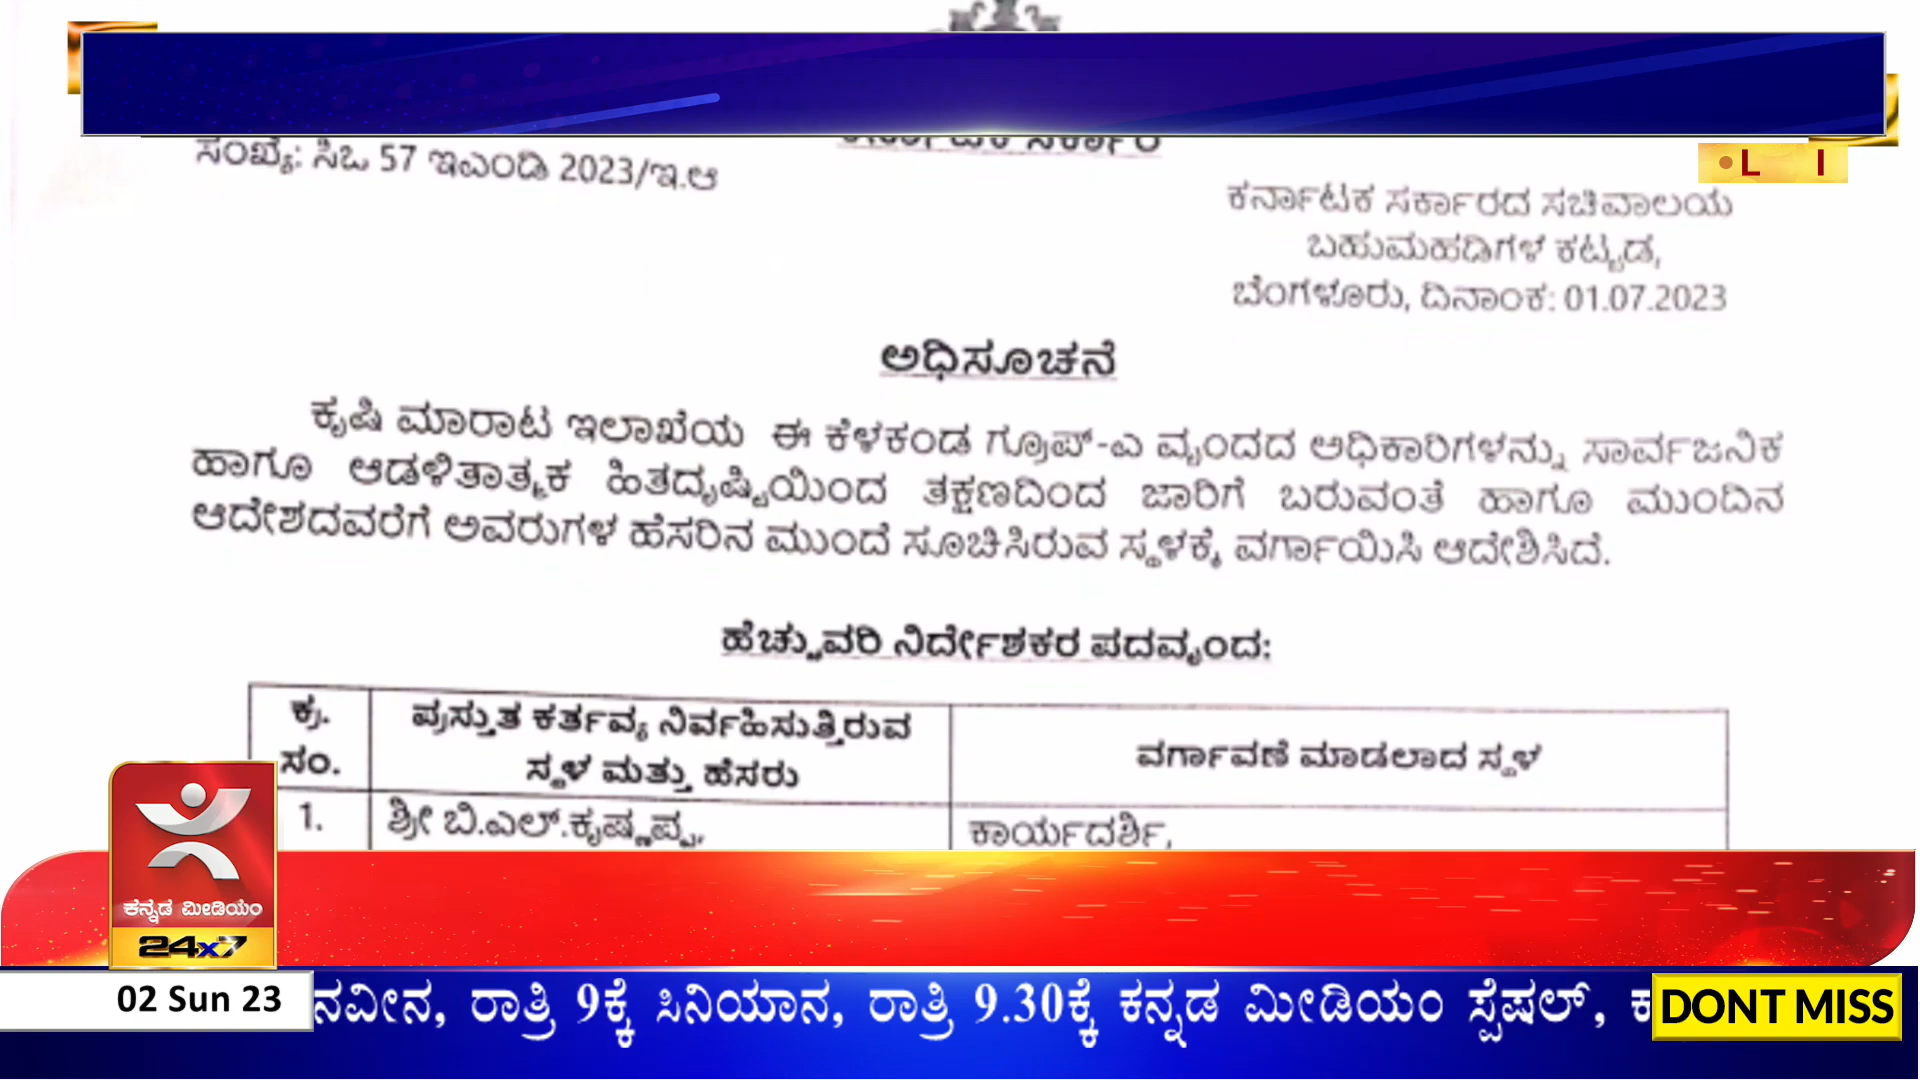 ಕರ್ನಾಟಕ ಸರ್ಕಾರ
ಸಂಖ್ಯೆ: ಸಿಒ 57 ಇಎಂಡಿ 2023/ಇ.ಆ
L I
ಕರ್ನಾಟಕ ಸರ್ಕಾರದ ಸಚಿವಾಲಯ
ಬಹುಮಹಡಿಗಳ ಕಟ್ಟಡ,
ಬೆಂಗಳೂರು, ದಿನಾಂಕ: 01.07.2023
ಅಧಿಸೂಚನೆ
ಕೃಷಿ ಮಾರಾಟ ಇಲಾಖೆಯ ಈ ಕೆಳಕಂಡ ಗ್ರೂಪ್-ಎ ವೃಂದದ ಅಧಿಕಾರಿಗಳನ್ನು ಸಾರ್ವಜನಿಕ
ಹಾಗೂ ಆಡಳಿತಾತ್ಮಕ ಹಿತದೃಷ್ಟಿಯಿಂದ ತಕ್ಷಣದಿಂದ ಜಾರಿಗೆ ಬರುವಂತೆ ಹಾಗೂ ಮುಂದಿನ
ಆದೇಶದವರೆಗೆ ಅವರುಗಳ ಹೆಸರಿನ ಮುಂದೆ ಸೂಚಿಸಿರುವ ಸ್ಥಳಕ್ಕೆ ವರ್ಗಾಯಿಸಿ ಆದೇಶಿಸಿದೆ.
ಹೆಚ್ಚುವರಿ ನಿರ್ದೇಶಕರ ಪದವೃಂದ:
ಕ್ರ.
ಸಂ.
ಪ್ರಸ್ತುತ ಕರ್ತವ್ಯ ನಿರ್ವಹಿಸುತ್ತಿರುವ
ಸ್ಥಳ ಮತ್ತು ಹೆಸರು
ವರ್ಗಾವಣೆ ಮಾಡಲಾದ ಸ್ಥಳ
1.
ಶ್ರೀ ಬಿ.ಎಲ್.ಕೃಷ್ಣಪ್ಪ,
ಕಾರ್ಯದರ್ಶಿ,
ಕನ್ನಡ ಮೀಡಿಯಂ
24x7
02 Sun 23
ನವೀನ, ರಾತ್ರಿ 9ಕ್ಕೆ ಸಿನಿಯಾನ, ರಾತ್ರಿ 9.30ಕ್ಕೆ ಕನ್ನಡ ಮೀಡಿಯಂ ಸ್ಪೆಷಲ್,
DONT MISS